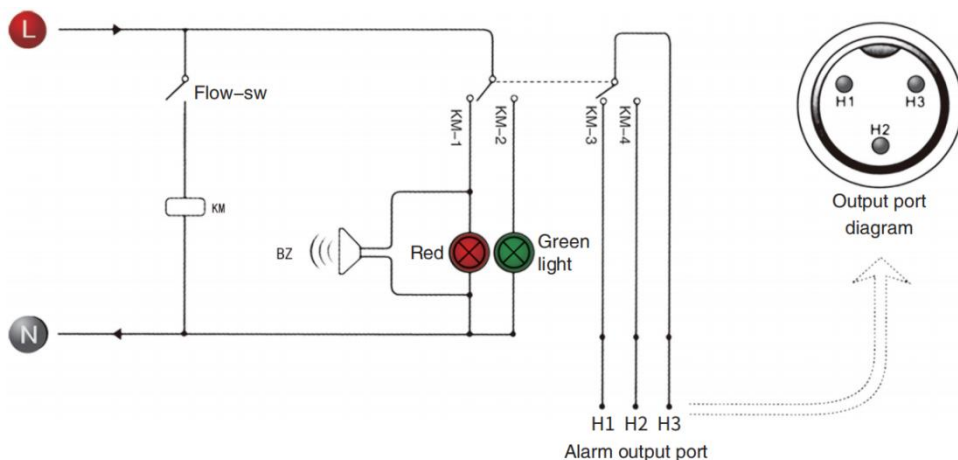 L
Flow-sw
KM-1
KM-2
KM-3
KM-4
H1
H3
H2
Output port
diagram
KM
BZ
Red
Green
light
N
H1 H2 H3
Alarm output port